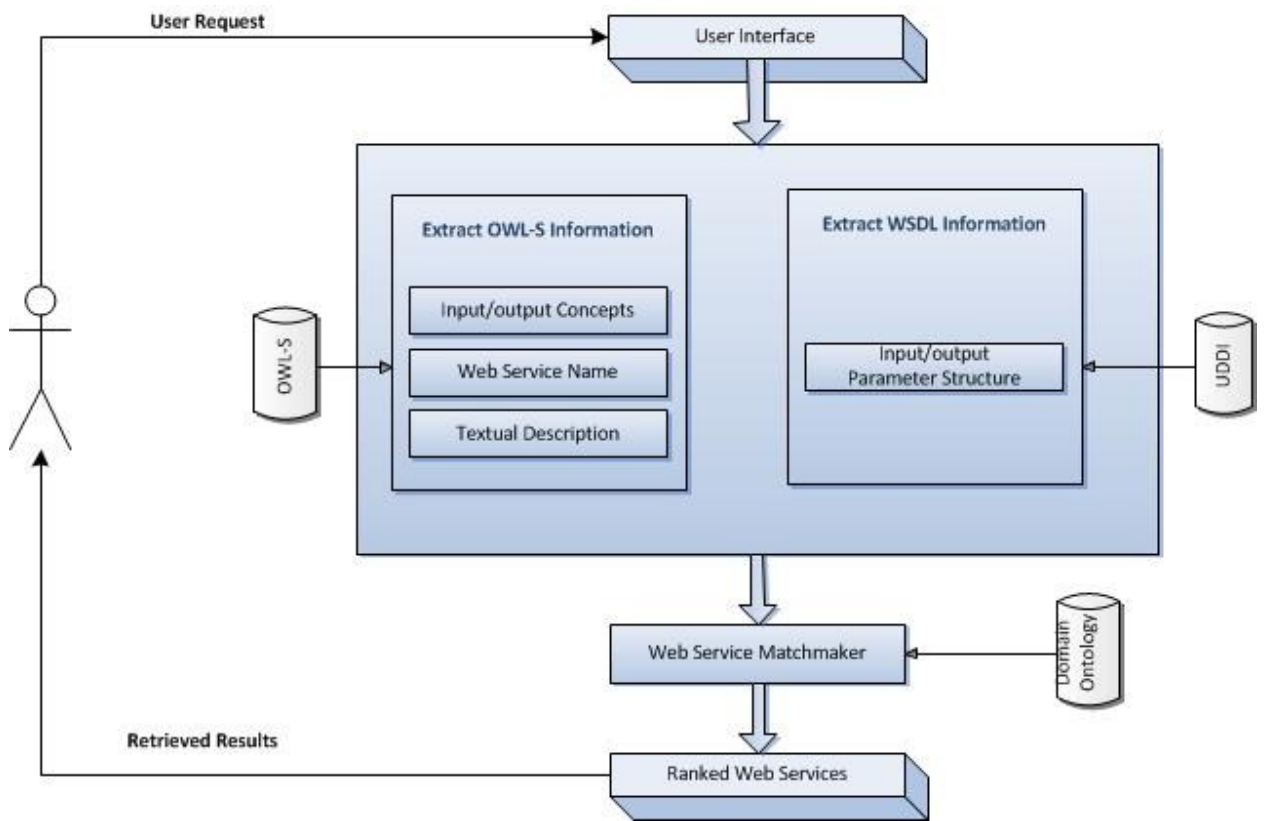 User Request
User Interface
Extract OWL-S Information
Input/output Concepts
Web Service Name
Textual Description
Extract WSDL Information
Input/output
Parameter Structure
OWL-S
UDDI
Web Service Matchmaker
Domain
Ontology
Retrieved Results
Ranked Web Services